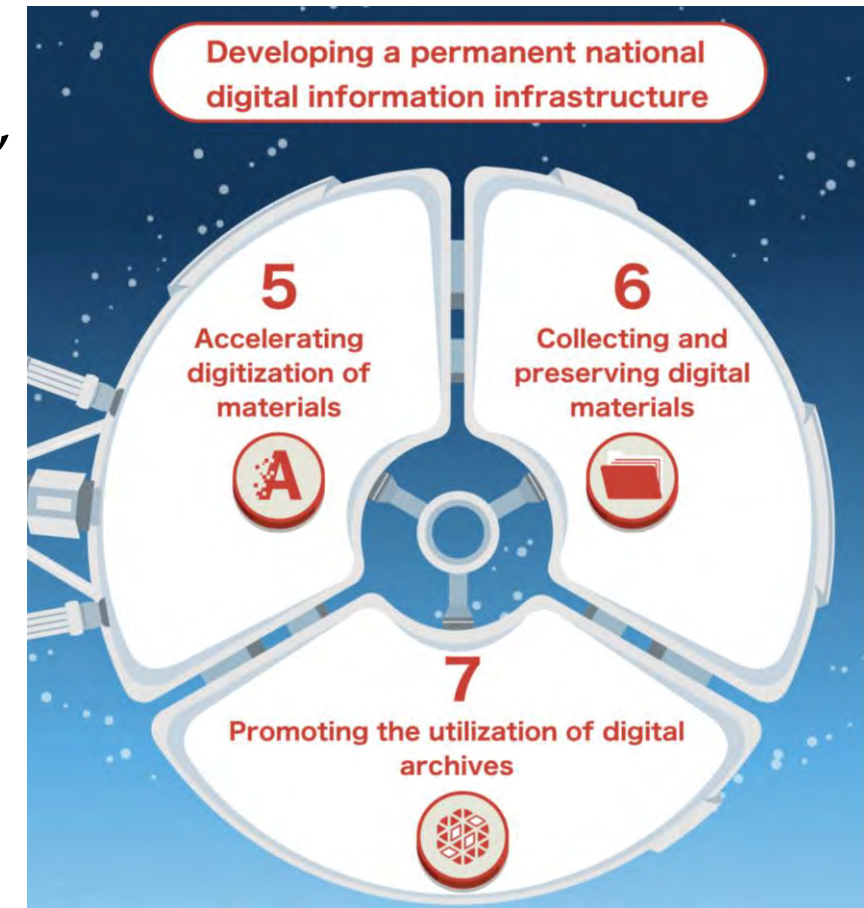 Developing a permanent national
digital information infrastructure
5
Accelerating
digitization of
materials
6
Collecting and
preserving digital
materials
A
7
Promoting the utilization of digital
archives